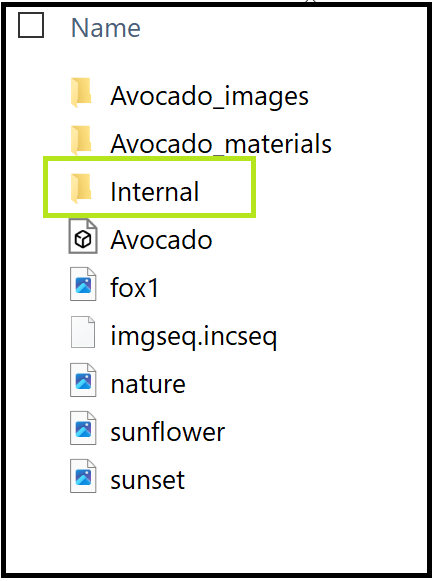 Name
Avocado_images
Avocado_materials
Internal
Avocado
fox1
imgseq.incseq
nature
sunflower
sunset